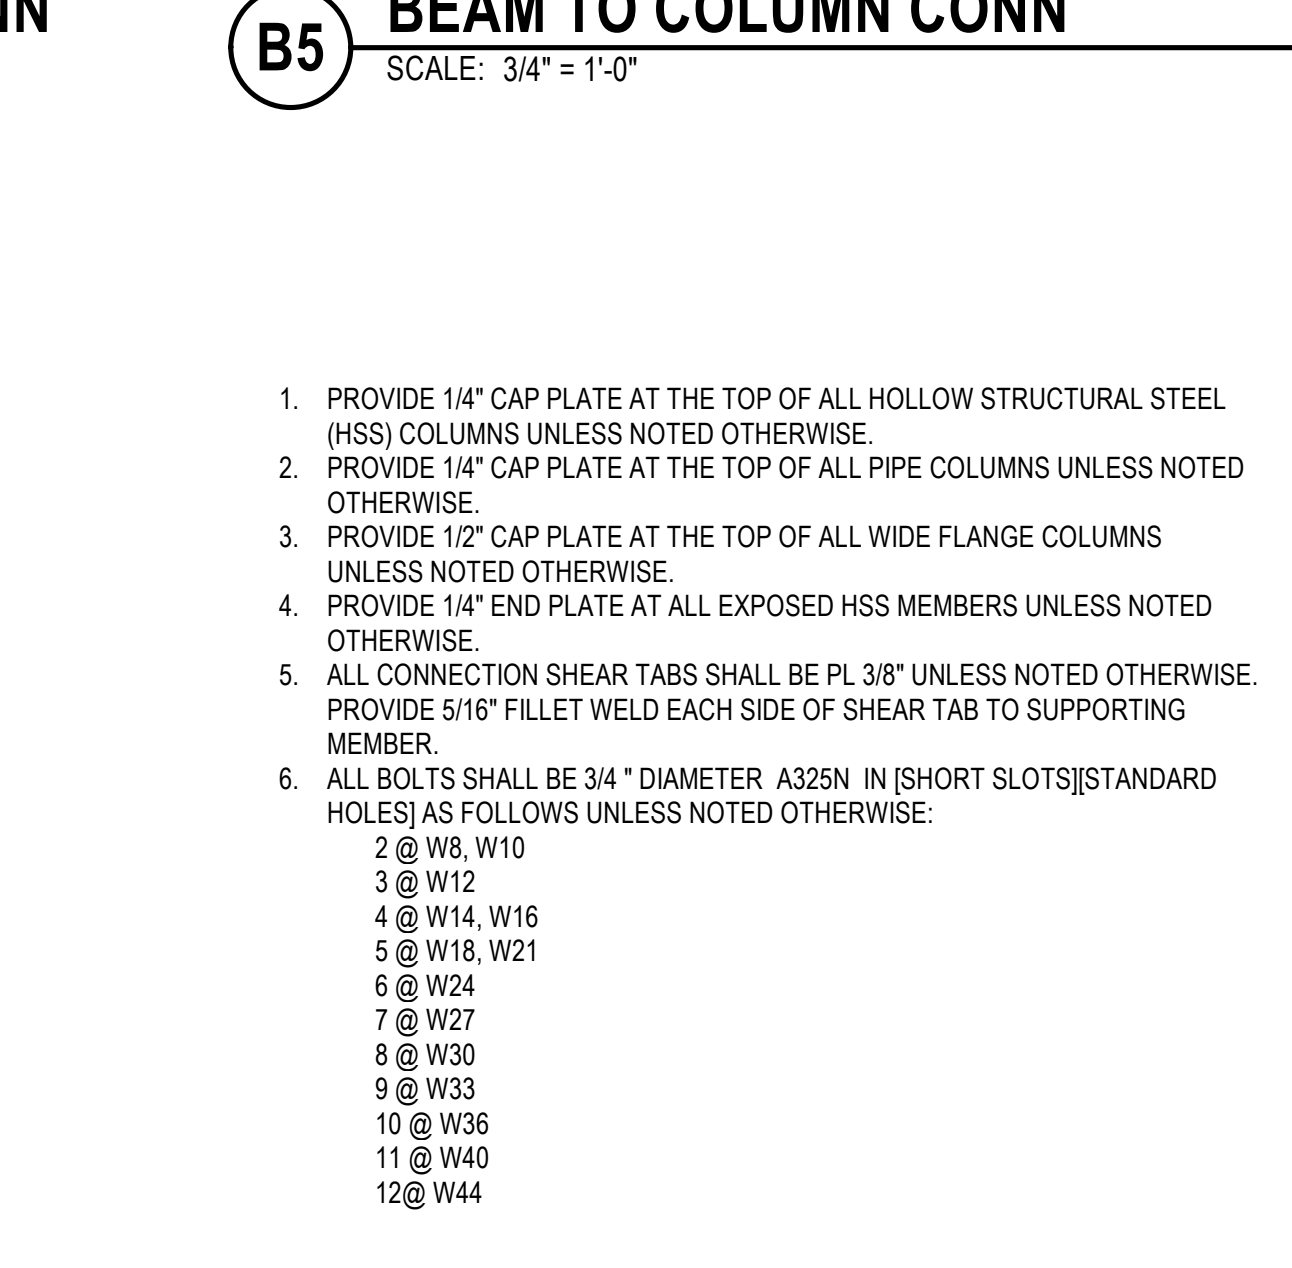 BEAM TO COLUMN CONN
B5
SCALE: 3/4" = 1'-0"
1. PROVIDE 1/4" CAP PLATE AT THE TOP OF ALL HOLLOW STRUCTURAL STEEL
(HSS) COLUMNS UNLESS NOTED OTHERWISE.
2. PROVIDE 1/4" CAP PLATE AT THE TOP OF ALL PIPE COLUMNS UNLESS NOTED
OTHERWISE.
3. PROVIDE 1/2" CAP PLATE AT THE TOP OF ALL WIDE FLANGE COLUMNS
UNLESS NOTED OTHERWISE.
4. PROVIDE 1/4" END PLATE AT ALL EXPOSED HSS MEMBERS UNLESS NOTED
OTHERWISE.
5. ALL CONNECTION SHEAR TABS SHALL BE PL 3/8" UNLESS NOTED OTHERWISE.
PROVIDE 5/16" FILLET WELD EACH SIDE OF SHEAR TAB TO SUPPORTING
MEMBER.
6. ALL BOLTS SHALL BE 3/4 " DIAMETER  A325N  IN [SHORT SLOTS][STANDARD
HOLES] AS FOLLOWS UNLESS NOTED OTHERWISE:
2 @ W8, W10
3 @ W12
4 @ W14, W16
5 @ W18, W21
6 @ W24
7 @ W27
8 @ W30
9 @ W33
10 @ W36
11 @ W40
12@ W44